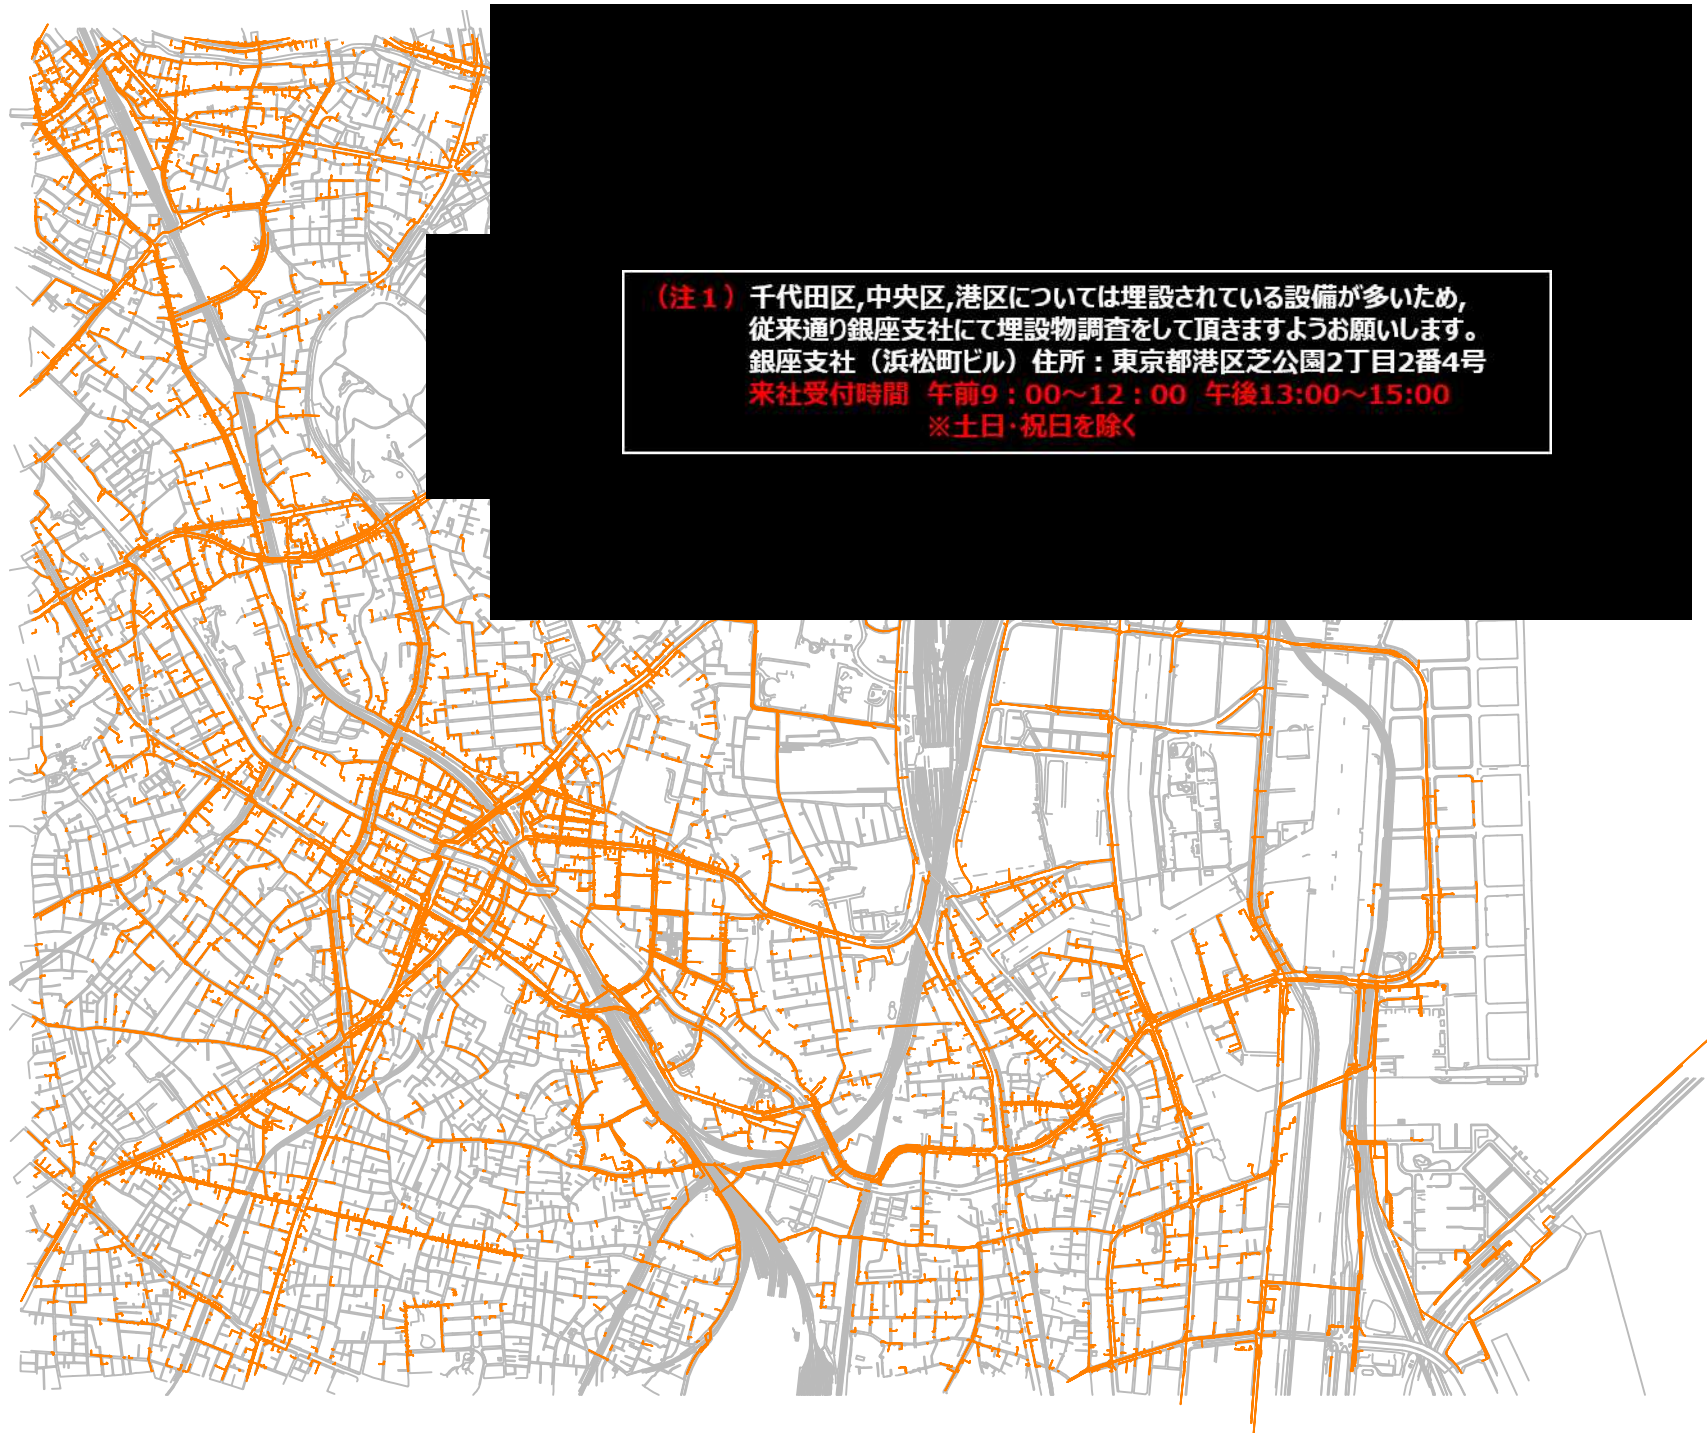 （注１）千代田区,中央区,港区については埋設されている設備が多いため,
従来通り銀座支社にて埋設物調査をして頂きますようお願いします。
銀座支社（浜松町ビル）住所：東京都港区芝公園2丁目2番4号
来社受付時間 午前9：00～12：00 午後13:00～15:00
※土日・祝日を除く